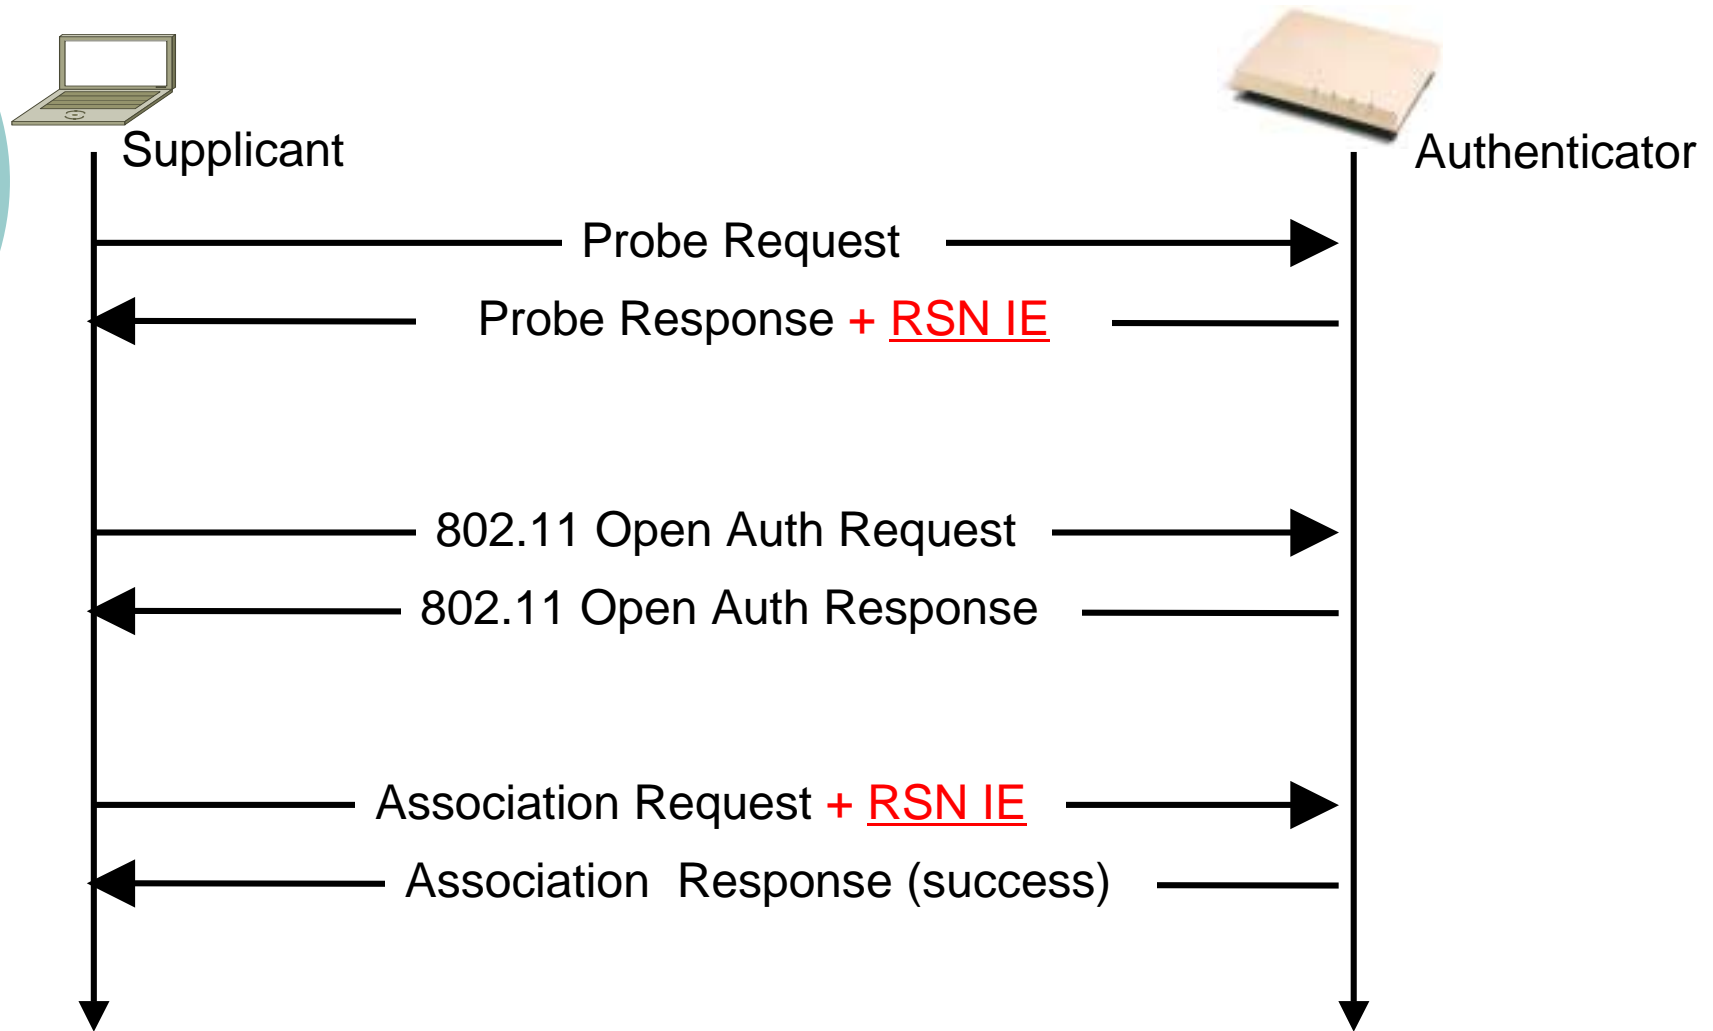 Supplicant
Authenticator
Probe Request
Probe Response + RSN IE
802.11 Open Auth Request
802.11 Open Auth Response
Association Request + RSN IE
Association  Response (success)